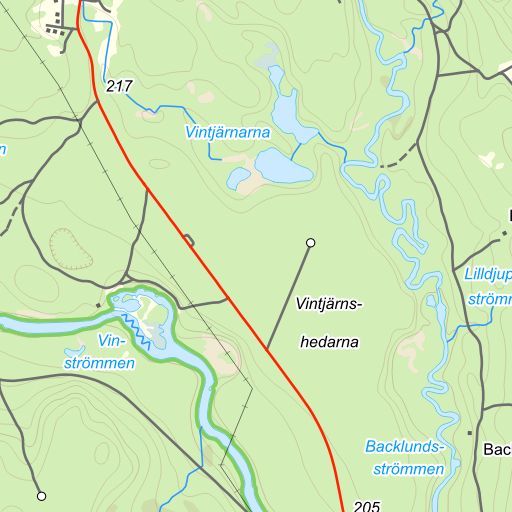 217
Vintjärnarna
n
Lilldjup
strömm
Vintjärns-
hedarna
Vin-
strömmen
Backlunds-
strömmen
Bac
205